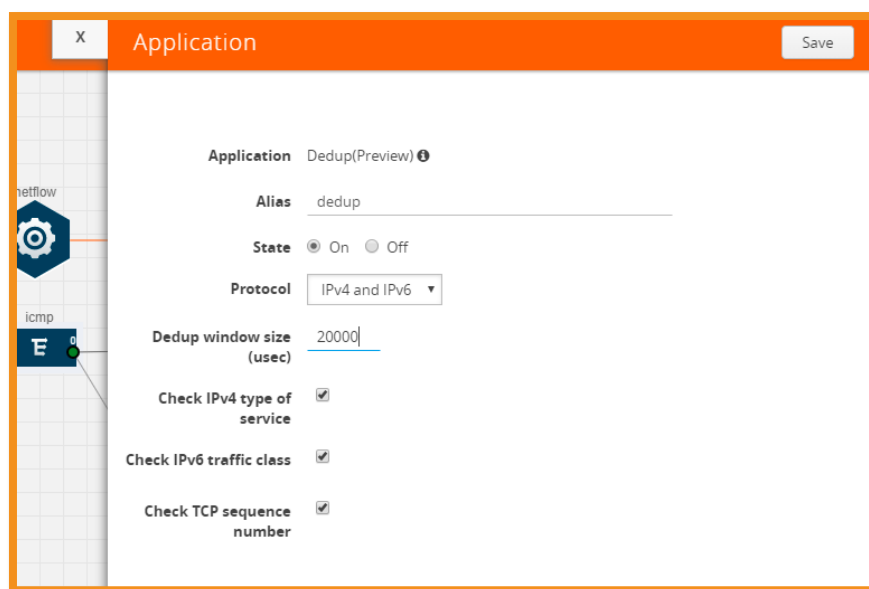 X
Application
Save
Application Dedup(Preview)
netflow
Alias dedup
State On Off
Protocol IPv4 and IPv6
icmp
0
E
Dedup window size
(usec) 20000
Check IPv4 type of
service
Check IPv6 traffic class
Check TCP sequence
number